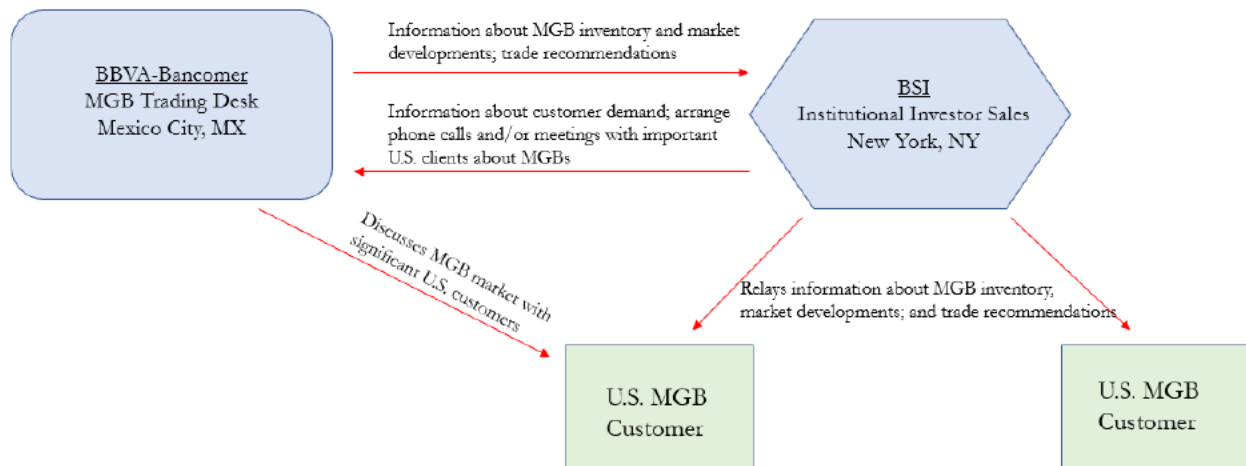 BBVA-Bancomer
MGB Trading Desk
Mexico City, MX
Information about MGB inventory and market
developments; trade recommendations
Information about customer demand; arrange
phone calls and/or meetings with important
U.S. clients about MGBs
BSI
Institutional Investor Sales
New York, NY
Discusses MGB market with
significant U.S. customers
Relays information about MGB inventory,
market developments; and trade recommendations
U.S. MGB
Customer
U.S. MGB
Customer